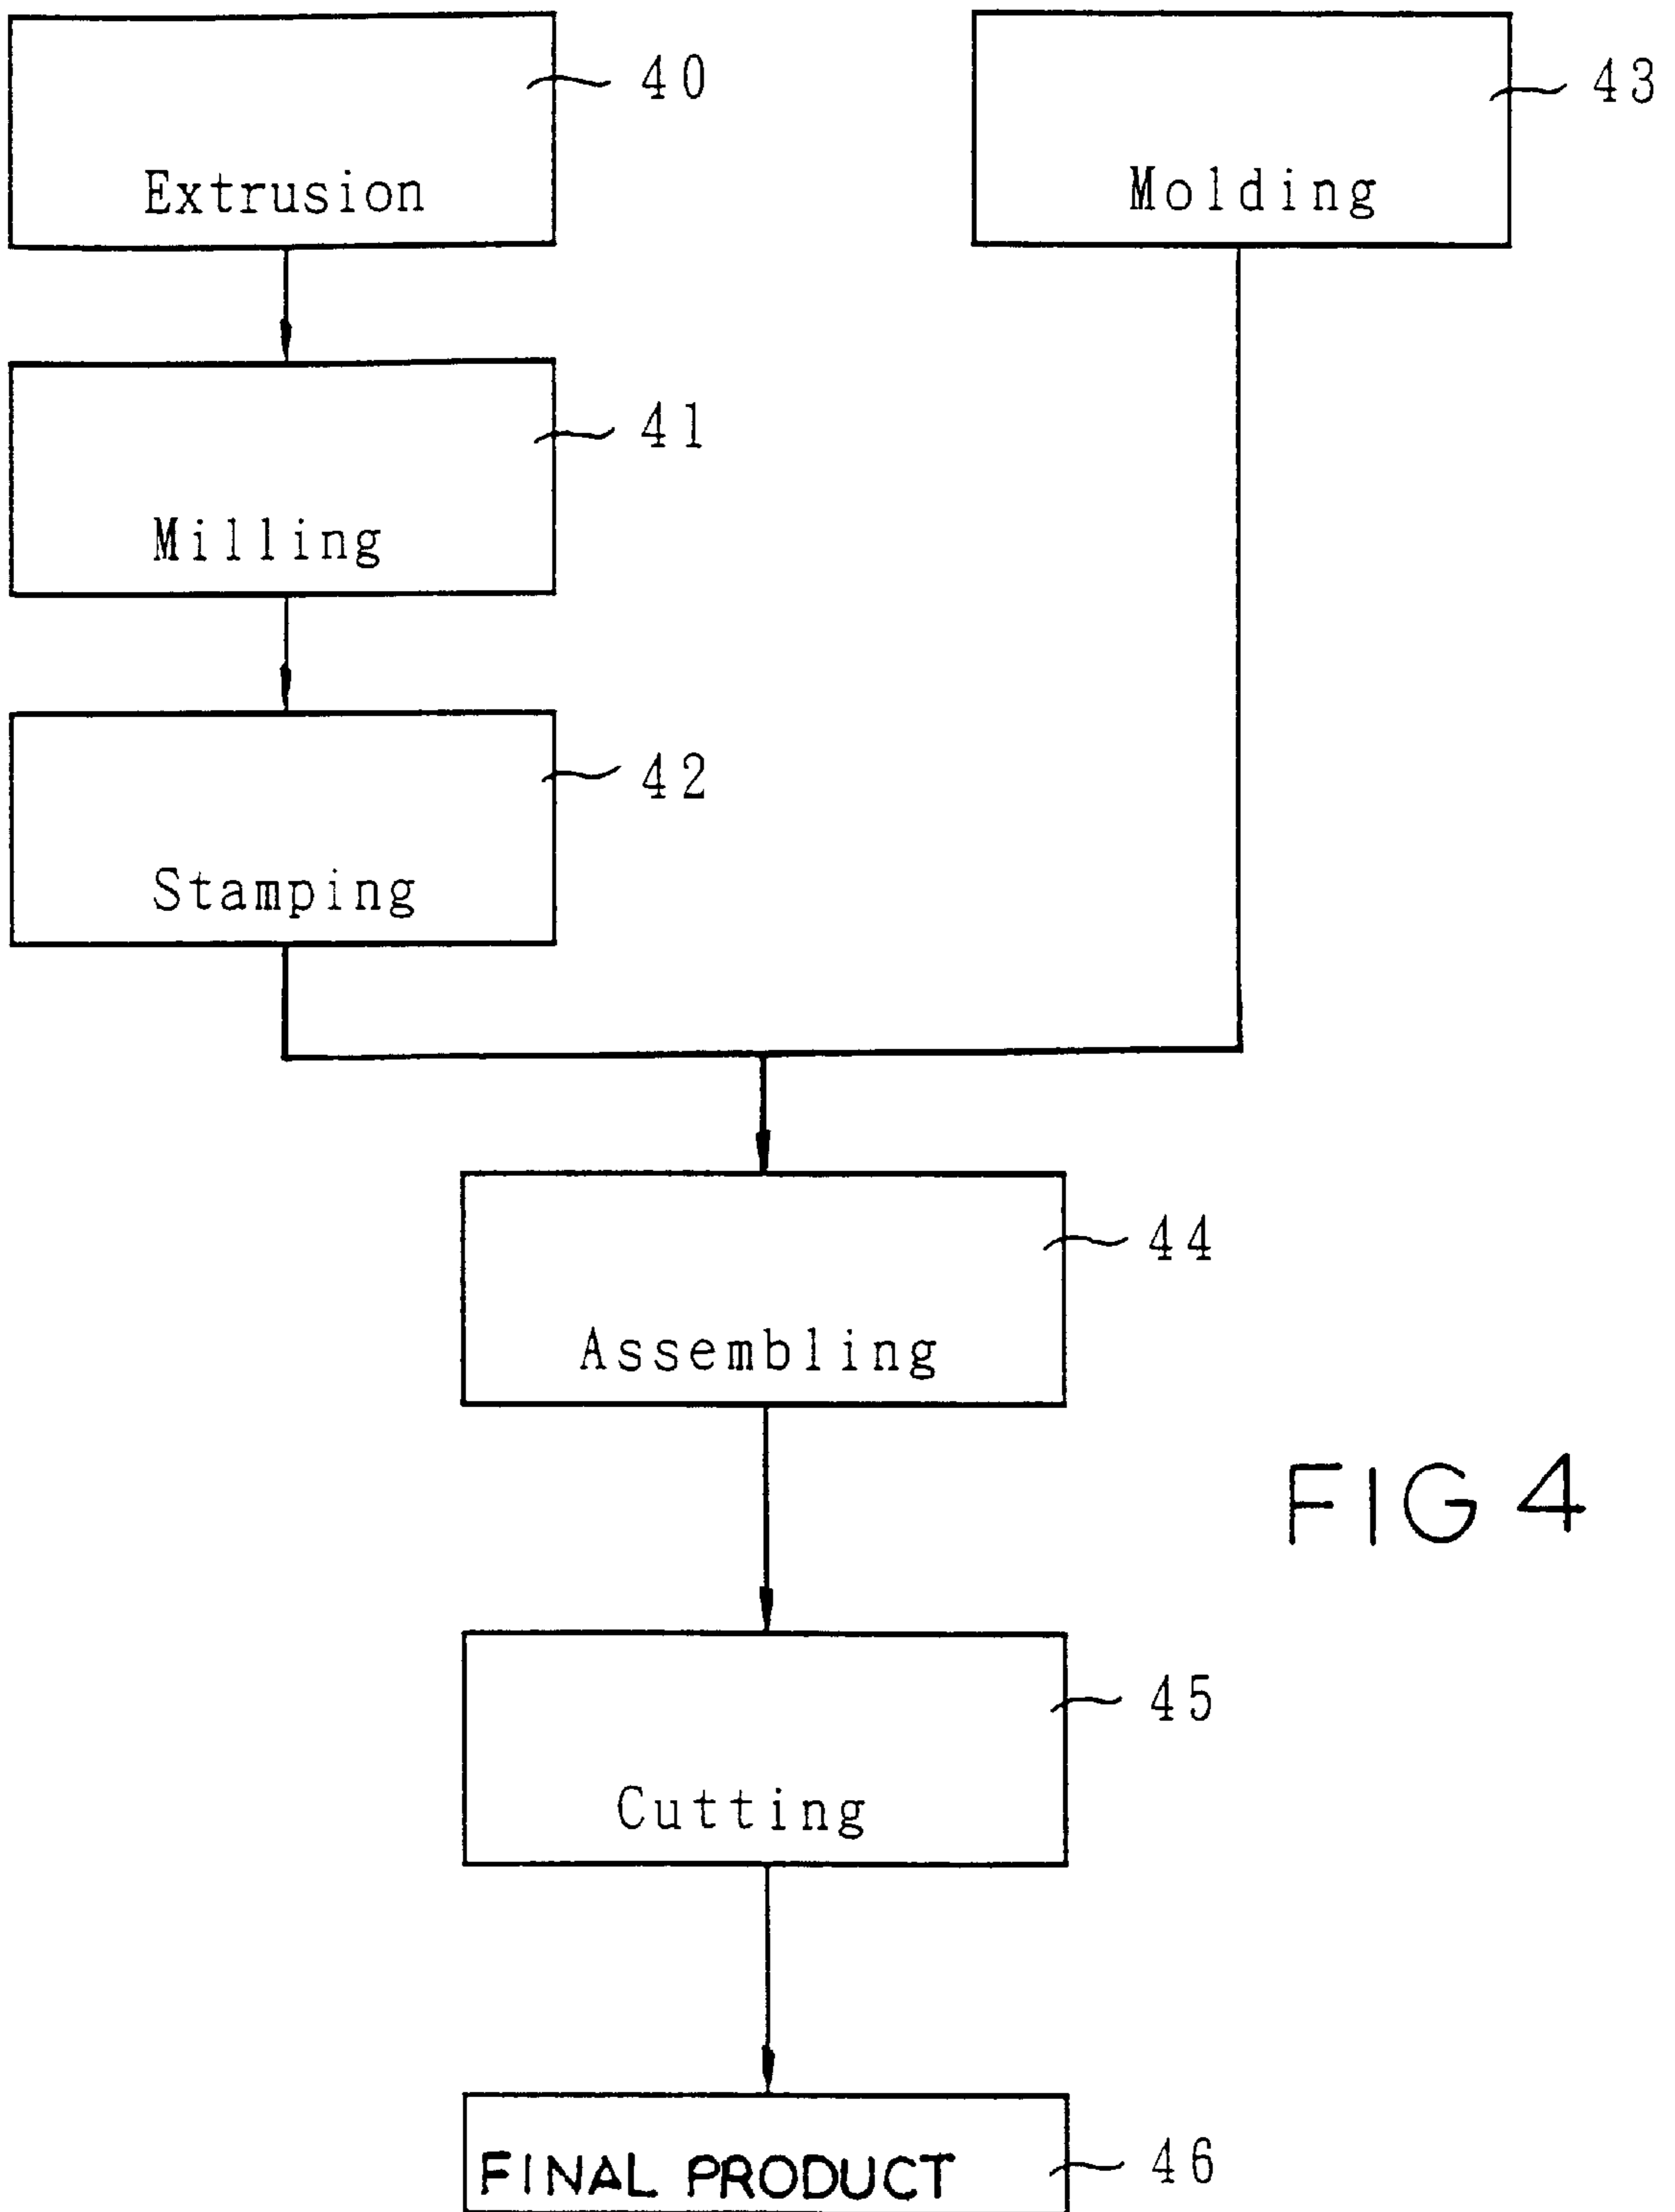 40
Extrusion
43
Molding
41
Milling
42
Stamping
44
Assembling
FIG 4
45
Cutting
FINAL PRODUCT
46